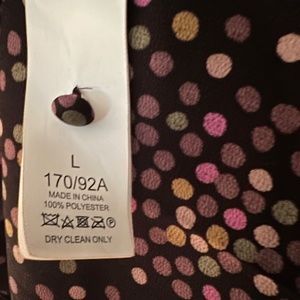 L
170/92A
MADE IN CHINA
100% POLYESTER
DRY CLEAN ONLY